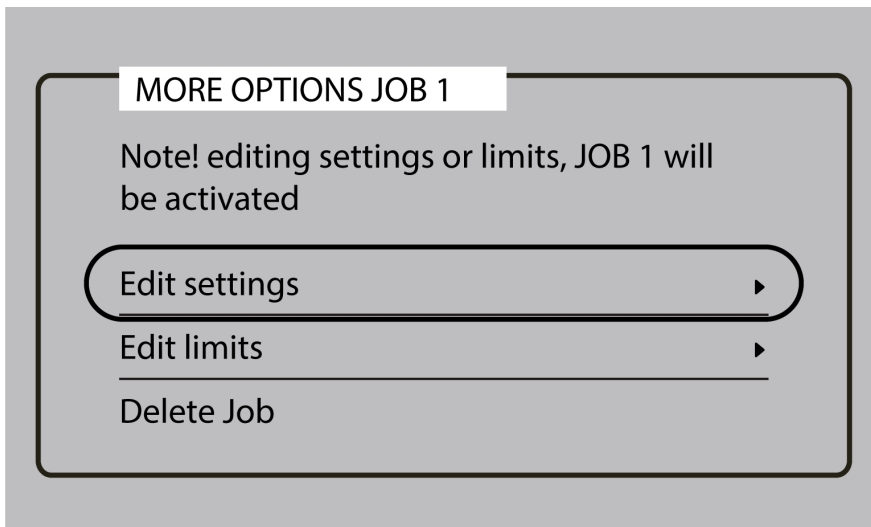 MORE OPTIONS JOB 1
Note! editing settings or limits, JOB 1 will
be activated
Edit settings
Edit limits
Delete Job